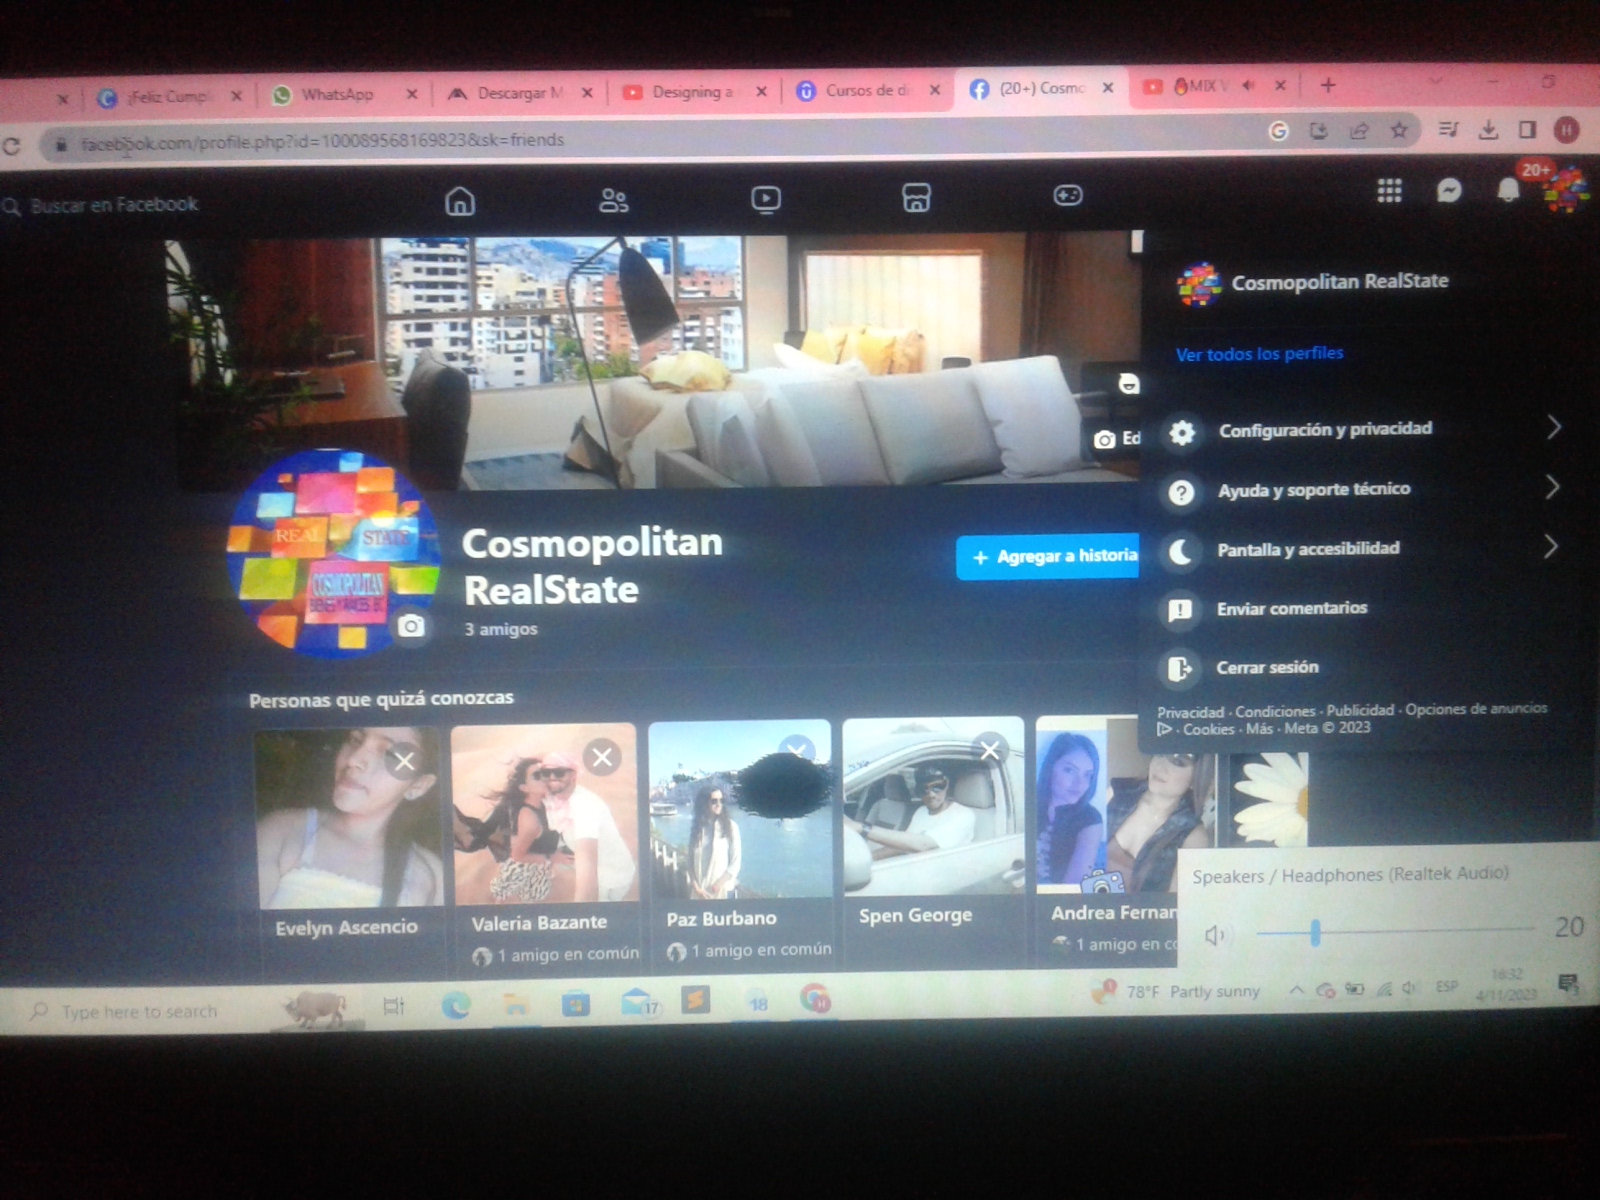 ¡Feliz Cump
WhatsApp
Descargar M
Designing a
Cursos de di
(20+) Cosmo
MIX V
facebook.com/profile.php?id=100089568169823&sk=friends
H
Buscar en Facebook
20+
Cosmopolitan RealState
Ver todos los perfiles
Ed
Configuración y privacidad
Ayuda y soporte técnico
Pantalla y accesibilidad
Enviar comentarios
Cerrar sesión
Privacidad · Condiciones · Publicidad · Opciones de anuncios
· Cookies · Más · Meta © 2023
REAL STATE
COSMOPOLITAN
Cosmopolitan
RealState
3 amigos
+ Agregar a historia
Personas que quizá conozcas
Evelyn Ascencio
Valeria Bazante
1 amigo en común
Paz Burbano
1 amigo en común
Spen George
Andrea Fernan
1 amigo en co
Speakers / Headphones (Realtek Audio)
20
Type here to search
17
18
78°F Partly sunny
ESP
16:32
4/11/2023